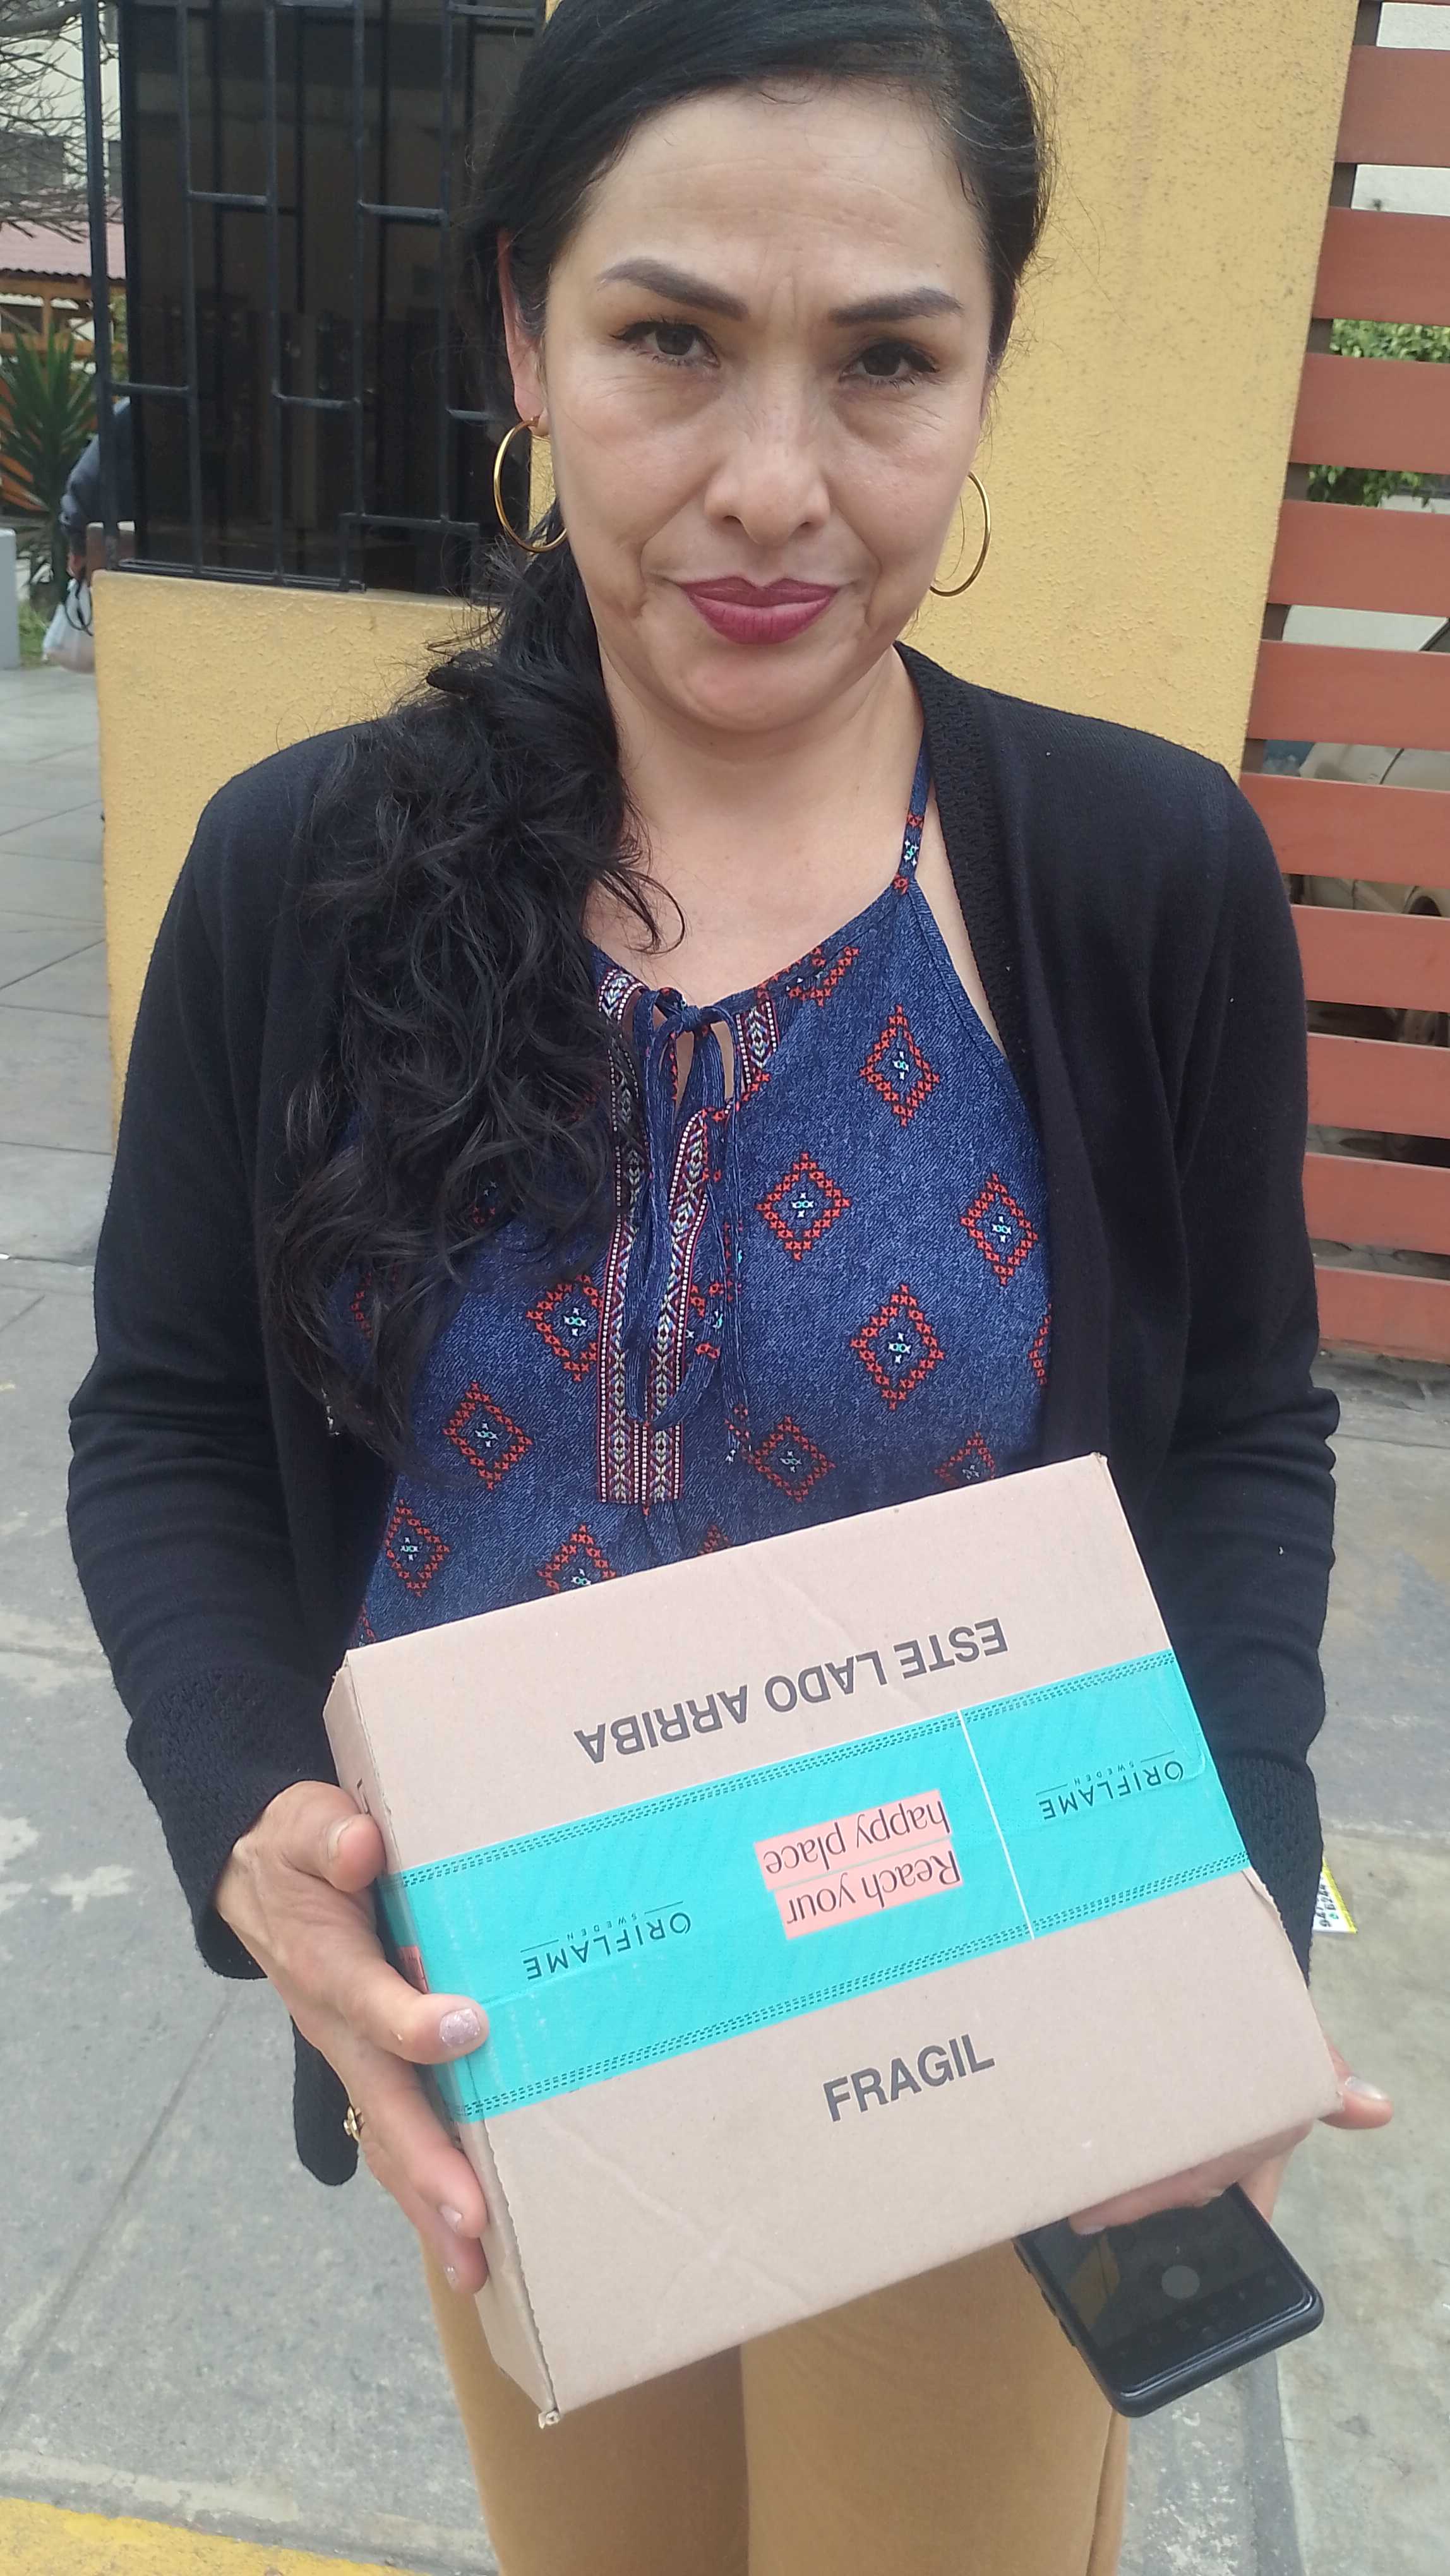 ESTE LADO ARRIBA
ORIFLAME
SWEDEN
Reach your
happy place
ORIFLAME
SWEDEN
FRAGIL